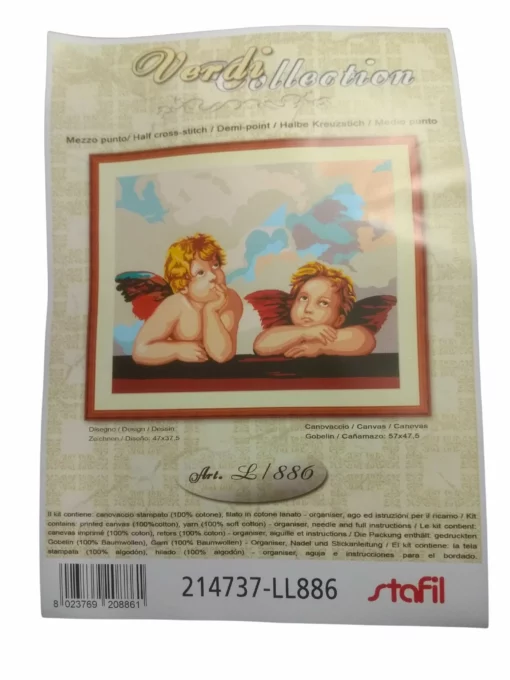 Verdi Collection
Mezzo punto/ Half cross-stitch / Demi-point / Halbe Kreuzstich / Medio punto
Disegno / Design / Dessin
Zeichnen / Diseño: 47x37,5
Canovaccio / Canvas / Canevas
Gobelin / Cañamazo: 57x47,5
Art. L/886
Il kit contiene: canovaccio stampato (100% cotone), filato in cotone lanato - organiser, ago ed istruzioni per il ricamo / Kit
contains: printed canvas (100%cotton), yarn (100% soft cotton) - organiser, needle and full instructions / Le kit contient:
canevas imprimé (100% coton), retors (100% coton) - organiser, aiguille et instructions / Die Packung enthält: gedruckten
Gobelin (100% Baumwollen), Garn (100% Baumwollen) - Organiser, Nadel und Stickanleitung / El kit contiene: la tela
stampata (100% algodón), hilado (100% algodón) - organiser, aguja e instrucciones para el bordado.
8 023769 208861
214737-LL886
stafil